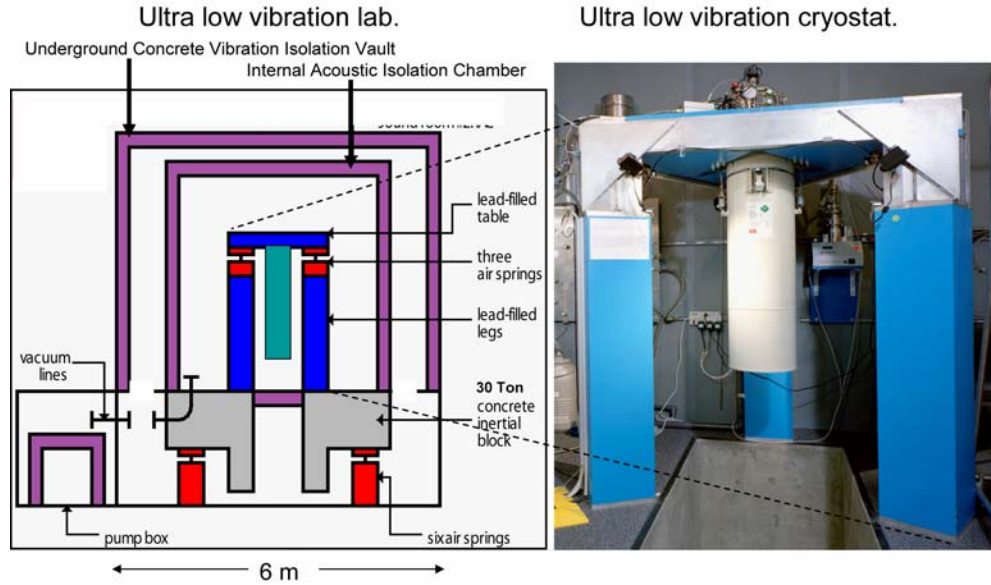 Ultra low vibration lab.
Ultra low vibration cryostat.
Underground Concrete Vibration Isolation Vault
Internal Acoustic Isolation Chamber
lead-filled
table
three
air springs
lead-filled
legs
vacuum
lines
30 Ton
concrete
inertial
block
pump box
sixair springs
6 m